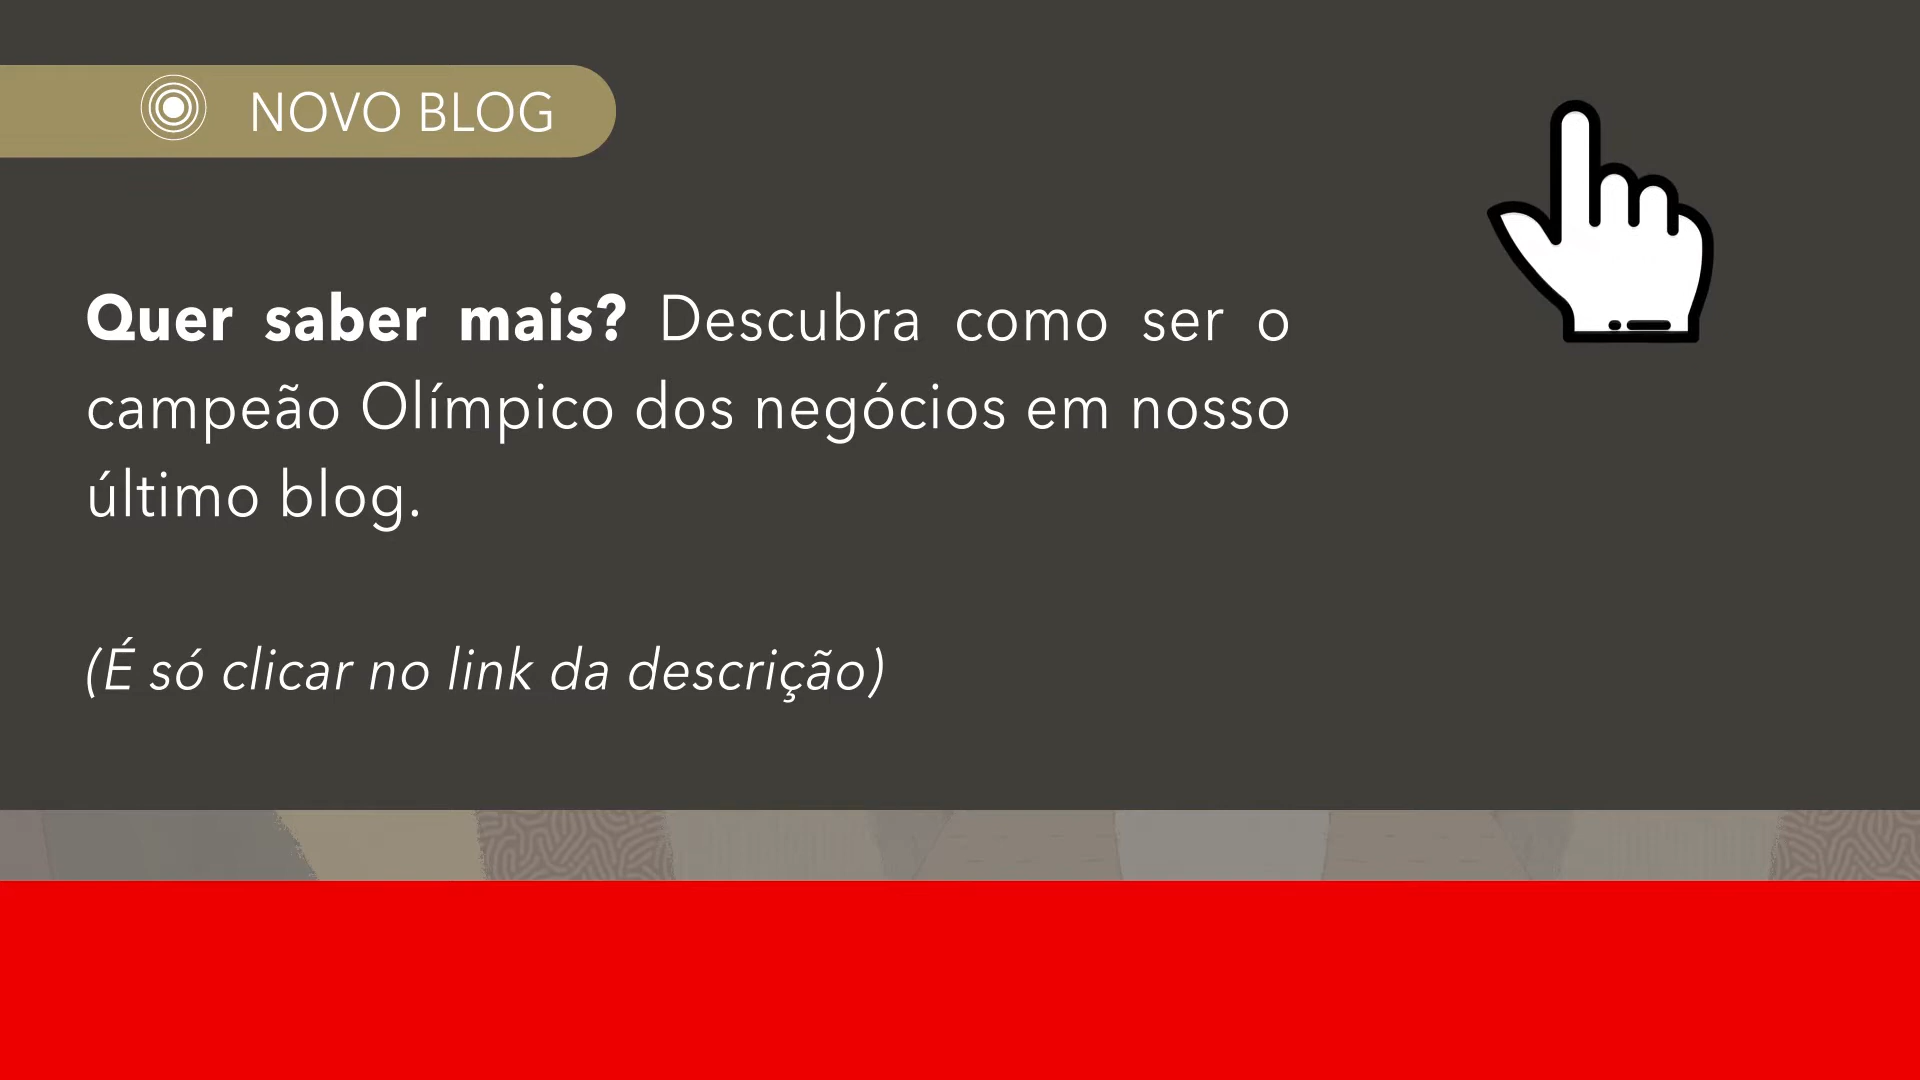 NOVO BLOG
Quer saber mais? Descubra como ser o
campeão Olímpico dos negócios em nosso
último blog.
(É só clicar no link da descrição)